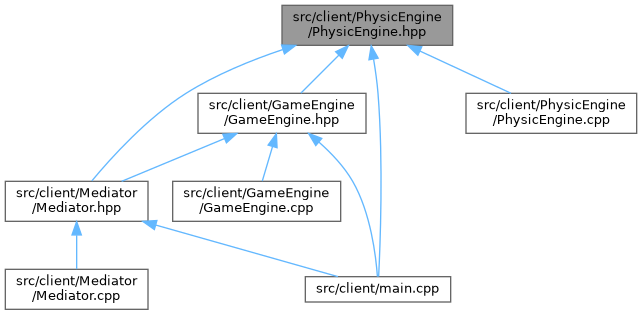 src/client/PhysicEngine
/PhysicEngine.hpp
src/client/GameEngine
/GameEngine.hpp
src/client/PhysicEngine
/PhysicEngine.cpp
src/client/Mediator
/Mediator.hpp
src/client/GameEngine
/GameEngine.cpp
src/client/Mediator
/Mediator.cpp
src/client/main.cpp